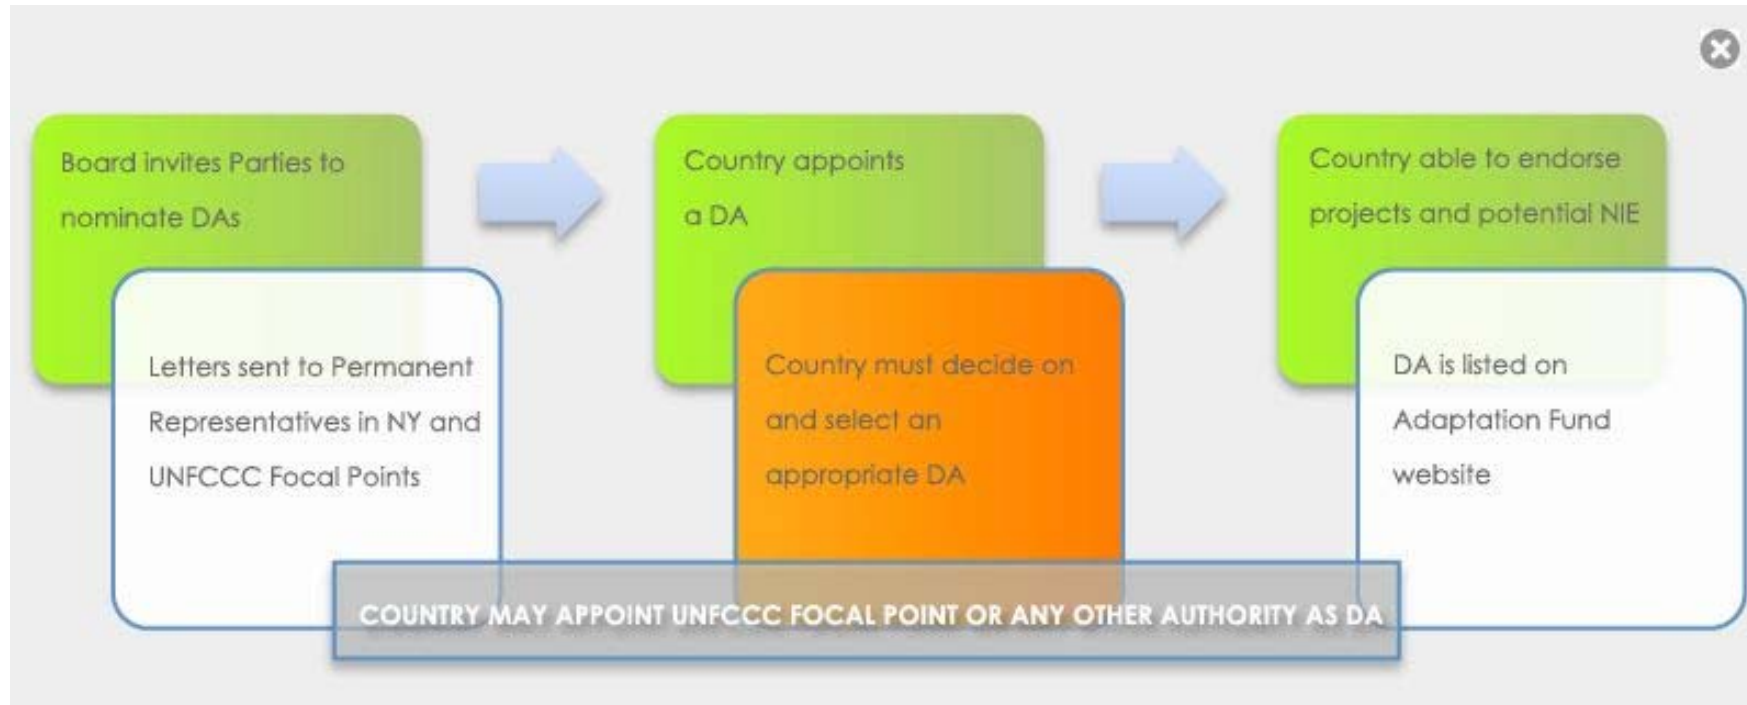 Board invites Parties to
nominate DAs
Letters sent to Permanent
Representatives in NY and
UNFCCC Focal Points
Country appoints
a DA
Country must decide on
and select an
appropriate DA
Country able to endorse
projects and potential NIE
DA is listed on
Adaptation Fund
website
COUNTRY MAY APPOINT UNFCCC FOCAL POINT OR ANY OTHER AUTHORITY AS DA